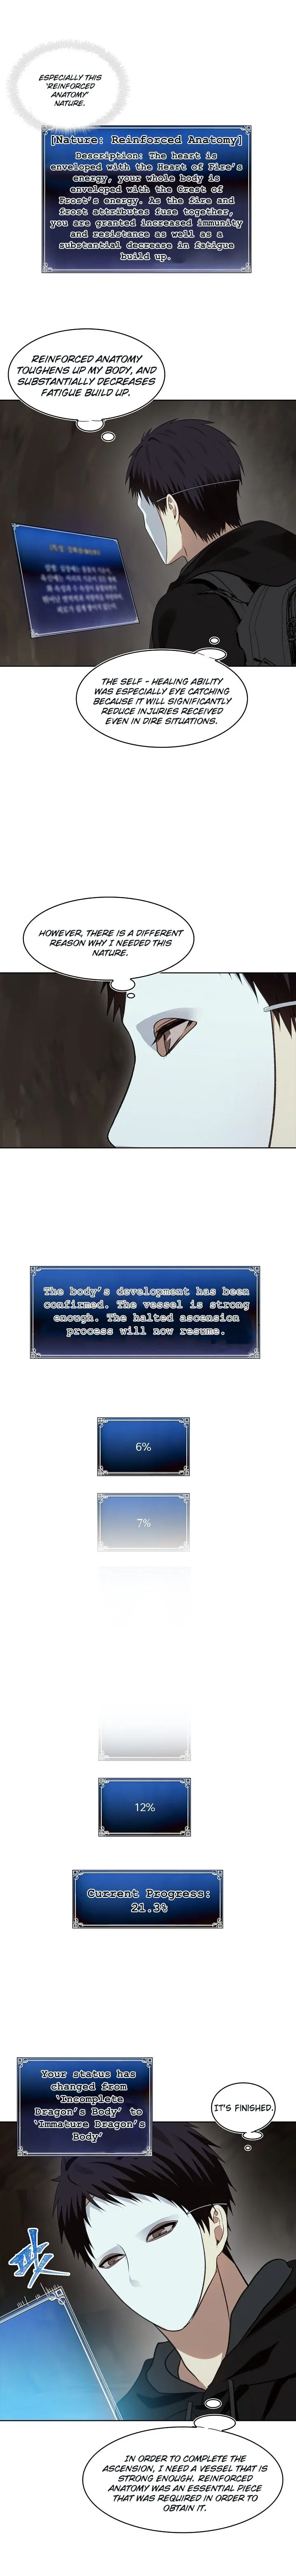 ESPECIALLY THIS
'REINFORCED
ANATOMY'
NATURE.
[Nature: Reinforced Anatomy]
Description: The heart is
enveloped with the Heart of Fire's
energy, your whole body is
enveloped with the Crest of
Frost's energy. As the fire and
frost attributes fuse together,
you are granted increased immunity
and resistance as well as a
substantial decrease in fatigue
build up.
REINFORCED ANATOMY
TOUGHENS UP MY BODY, AND
SUBSTANTIALLY DECREASES
FATIGUE BUILD UP.
THE SELF - HEALING ABILITY
WAS ESPECIALLY EYE CATCHING
BECAUSE IT WILL SIGNIFICANTLY
REDUCE INJURIES RECEIVED
EVEN IN DIRE SITUATIONS.
HOWEVER, THERE IS A DIFFERENT
REASON WHY I NEEDED THIS
NATURE.
The body's development has been
confirmed. The vessel is strong
enough. The halted ascension
process will now resume.
6%
7%
12%
Current Progress:
21.3%
Your status has
changed from
'Incomplete
Dragon's Body' to
'Immature Dragon's
Body'
IT'S FINISHED.
IN ORDER TO COMPLETE THE
ASCENSION, I NEED A VESSEL THAT IS
STRONG ENOUGH. REINFORCED
ANATOMY WAS AN ESSENTIAL PIECE
THAT WAS REQUIRED IN ORDER TO
OBTAIN IT.